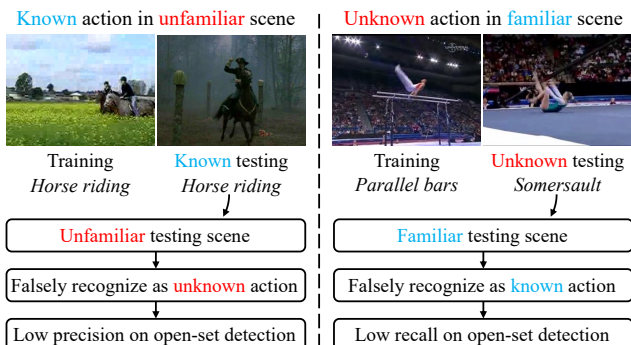 Known action in unfamiliar scene
Training
Horse riding
Known testing
Horse riding
Unfamiliar testing scene
Falsely recognize as unknown action
Low precision on open-set detection
Unknown action in familiar scene
Training
Parallel bars
Unknown testing
Somersault
Familiar testing scene
Falsely recognize as known action
Low recall on open-set detection